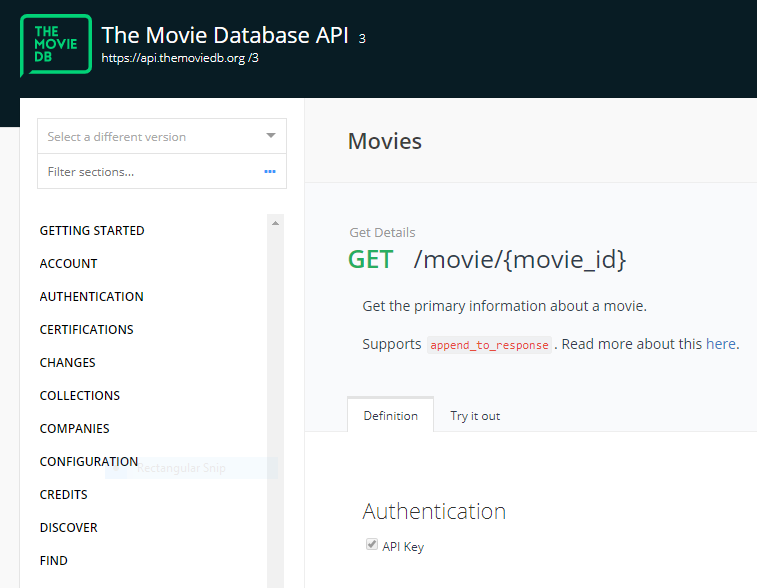 THE
MOVIE
DB
The Movie Database API 3
https://api.themoviedb.org /3
Select a different version
Filter sections...
GETTING STARTED
ACCOUNT
AUTHENTICATION
CERTIFICATIONS
CHANGES
COLLECTIONS
COMPANIES
CONFIGURATION
Rectangular Snip
CREDITS
DISCOVER
FIND
Movies
Get Details
GET /movie/{movie_id}
Get the primary information about a movie.
Supports append_to_response . Read more about this here.
Definition Try it out
Authentication
API Key